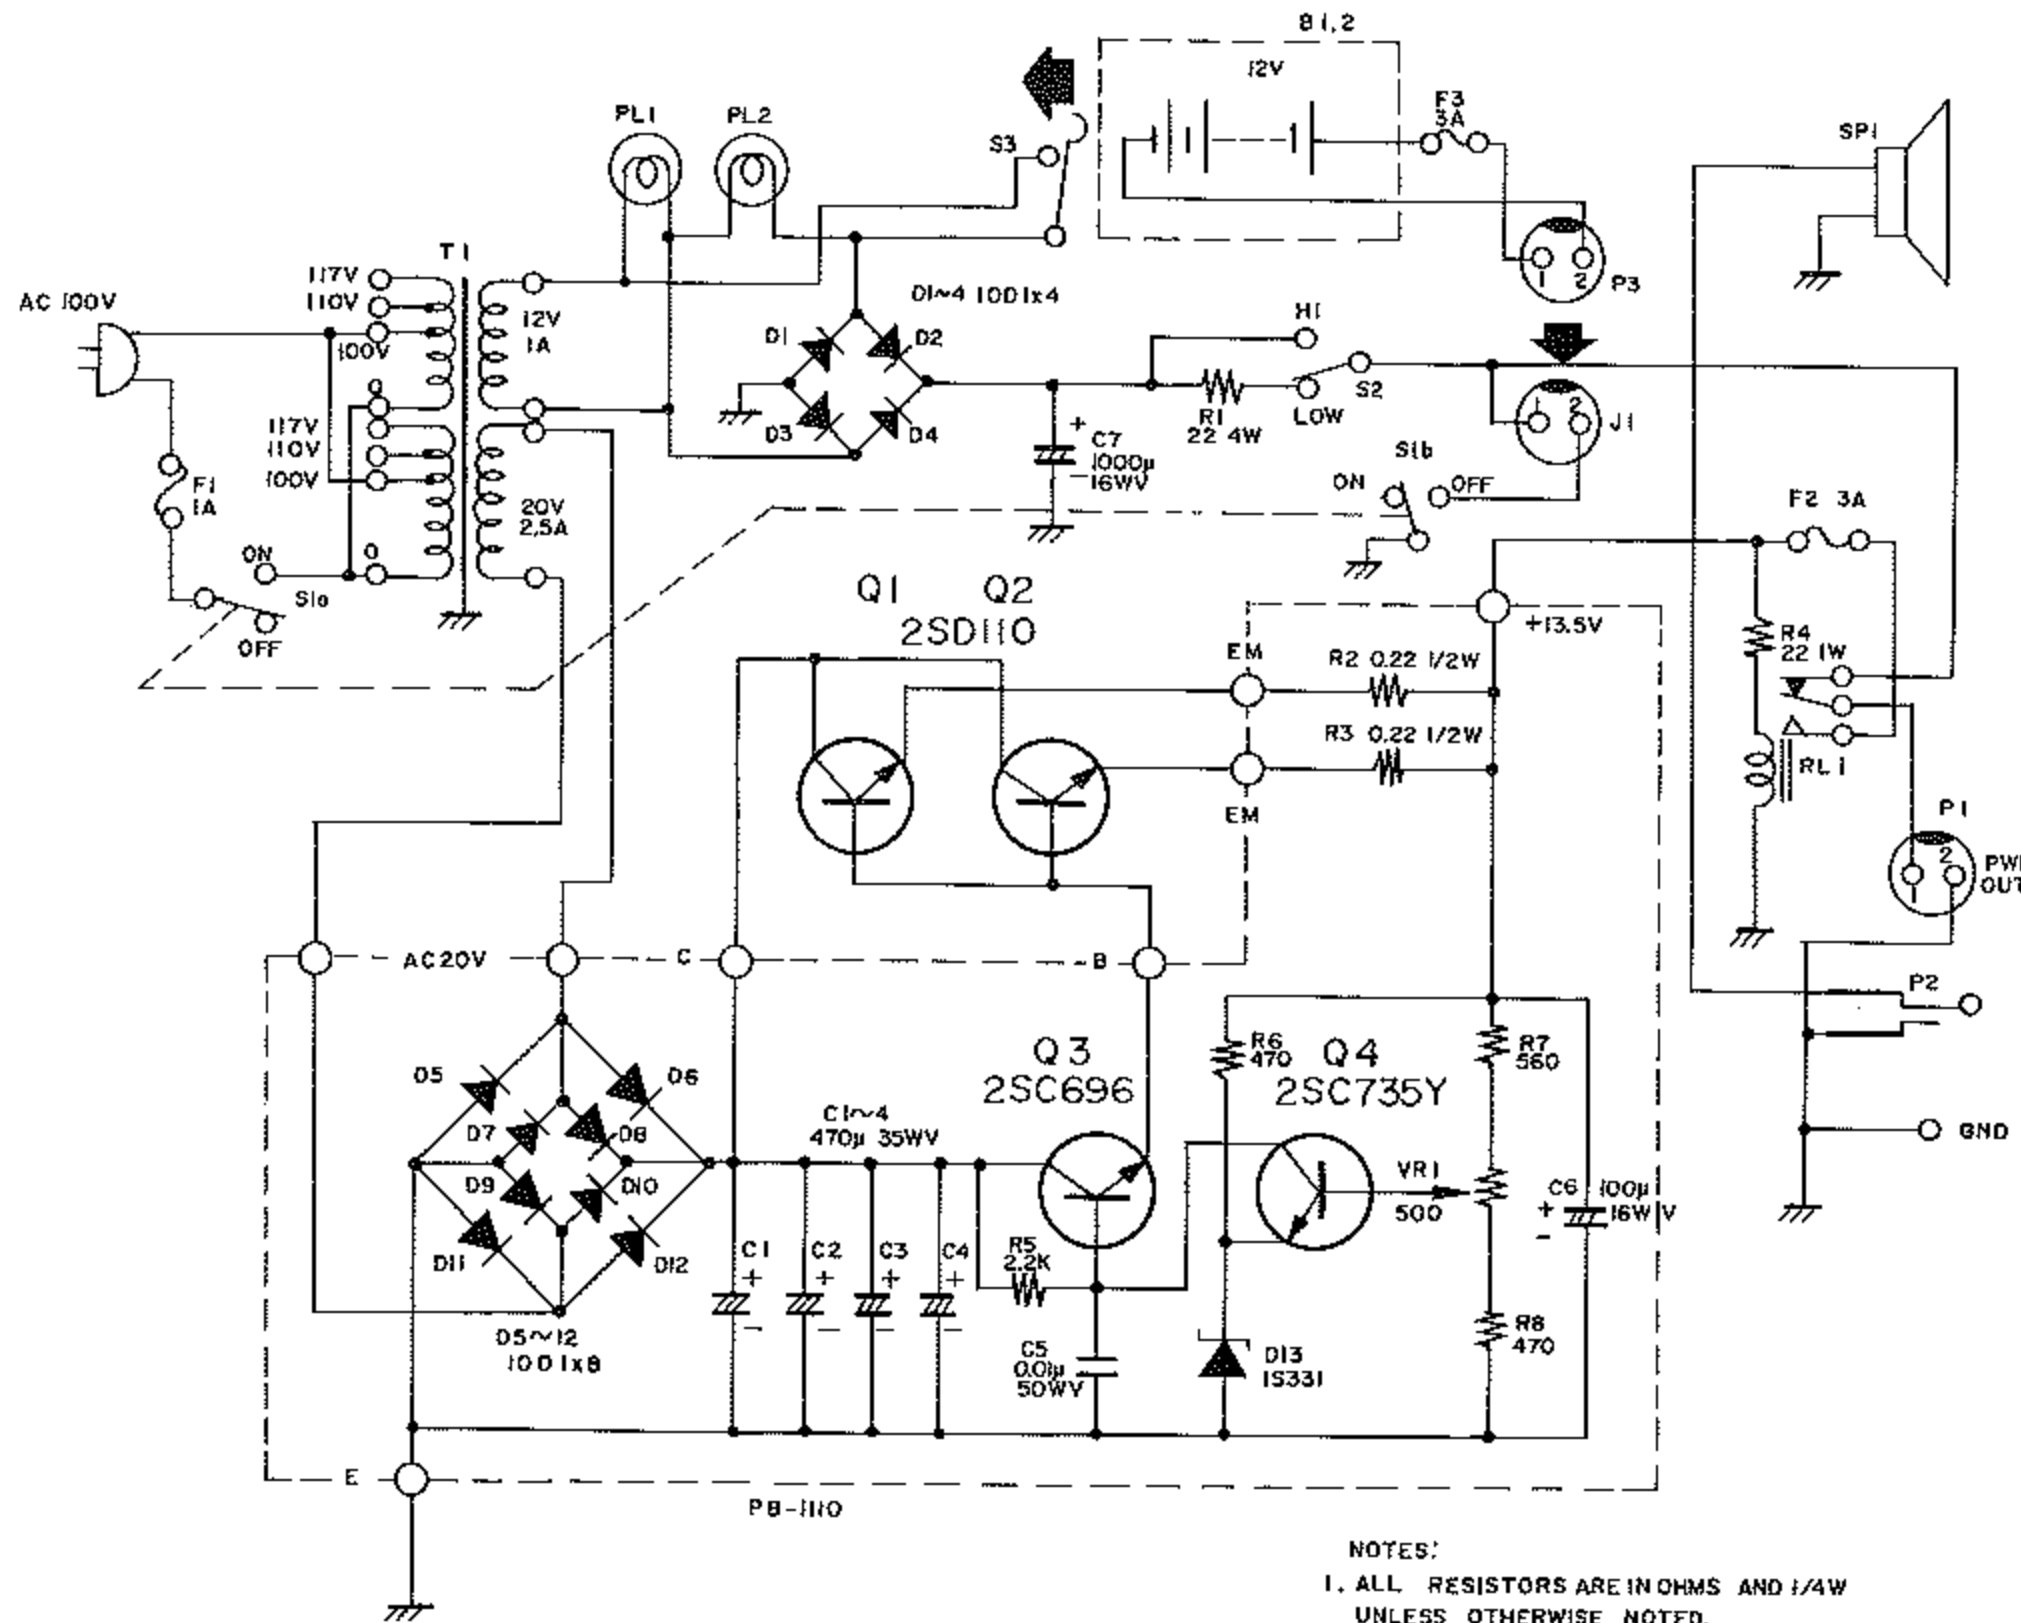 B1,2
12V
F3
3A
PL1
PL2
S3
SP1
T1
117V
110V
100V
AC 100V
0
12V
1A
D1~4 10D1x4
D1
D2
D3
D4
HI
LOW
S2
R1
22 4W
+
C7
1000μ
-16WV
1 2
P3
1 2
J1
S1b
ON
OFF
F2 3A
117V
110V
100V
0
20V
2.5A
F1
1A
ON
S1a
OFF
Q1 Q2
2SD110
EM
R2 0.22 1/2W
+13.5V
R3 0.22 1/2W
EM
R4
22 1W
RL1
P1
1 2
PW
OUT
AC20V
C
B
P2
GND
D5
D6
D7
D8
D9
D10
D11
D12
D5~12
10D1x8
C1~4
470μ 35WV
C1
+
-
C2
+
-
C3
+
-
C4
+
-
Q3
2SC696
R5
2.2K
C5
0.01μ
50WV
R6
470
Q4
2SC735Y
R7
560
VR1
500
C6 100μ
16WV
+
-
R8
470
D13
1S331
E
PB-1110
NOTES:
1. ALL RESISTORS ARE IN OHMS AND 1/4W
UNLESS OTHERWISE NOTED.